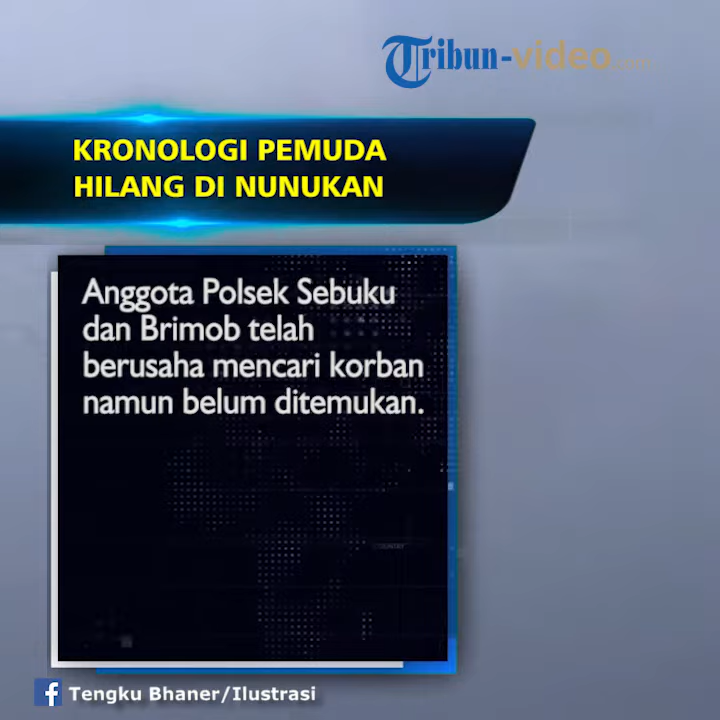 Tribun-video.com
KRONOLOGI PEMUDA
HILANG DI NUNUKAN
Anggota Polsek Sebuku
dan Brimob telah
berusaha mencari korban
namun belum ditemukan.
COUNTRY
f Tengku Bhaner/Ilustrasi